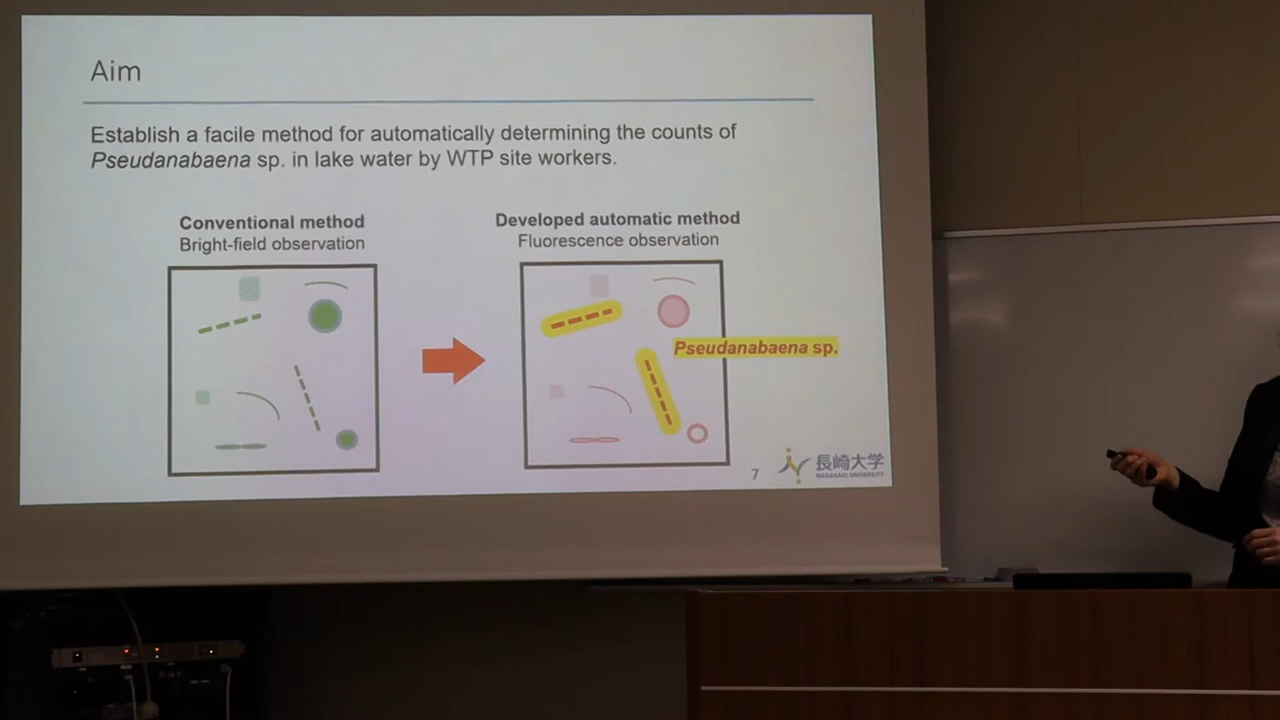 Aim
Establish a facile method for automatically determining the counts of
Pseudanabaena sp. in lake water by WTP site workers.
Conventional method
Bright-field observation
Developed automatic method
Fluorescence observation
Pseudanabaena sp.
7
長崎大学
NAGASAKI UNIVERSITY